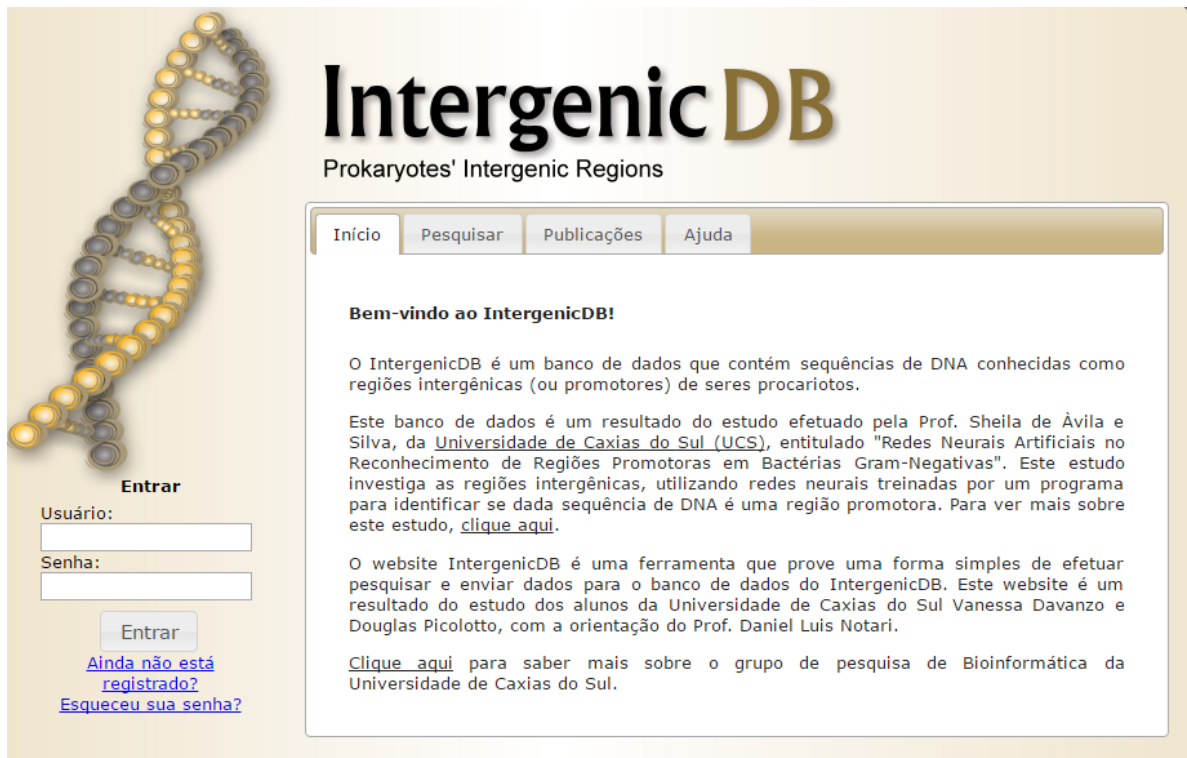 Intergenic DB
Prokaryotes' Intergenic Regions
Início
Pesquisar
Publicações
Ajuda
Bem-vindo ao IntergenicDB!
O IntergenicDB é um banco de dados que contém sequências de DNA conhecidas como
regiões intergênicas (ou promotores) de seres procariotos.
Este banco de dados é um resultado do estudo efetuado pela Prof. Sheila de Àvila e
Silva, da Universidade de Caxias do Sul (UCS), entitulado "Redes Neurais Artificiais no
Reconhecimento de Regiões Promotoras em Bactérias Gram-Negativas". Este estudo
investiga as regiões intergênicas, utilizando redes neurais treinadas por um programa
para identificar se dada sequência de DNA é uma região promotora. Para ver mais sobre
este estudo, clique aqui.
O website IntergenicDB é uma ferramenta que prove uma forma simples de efetuar
pesquisar e enviar dados para o banco de dados do IntergenicDB. Este website é um
resultado do estudo dos alunos da Universidade de Caxias do Sul Vanessa Davanzo e
Douglas Picolotto, com a orientação do Prof. Daniel Luis Notari.
Clique aqui para saber mais sobre o grupo de pesquisa de Bioinformática da
Universidade de Caxias do Sul.
Entrar
Usuário:
Senha:
Entrar
Ainda não está
registrado?
Esqueceu sua senha?